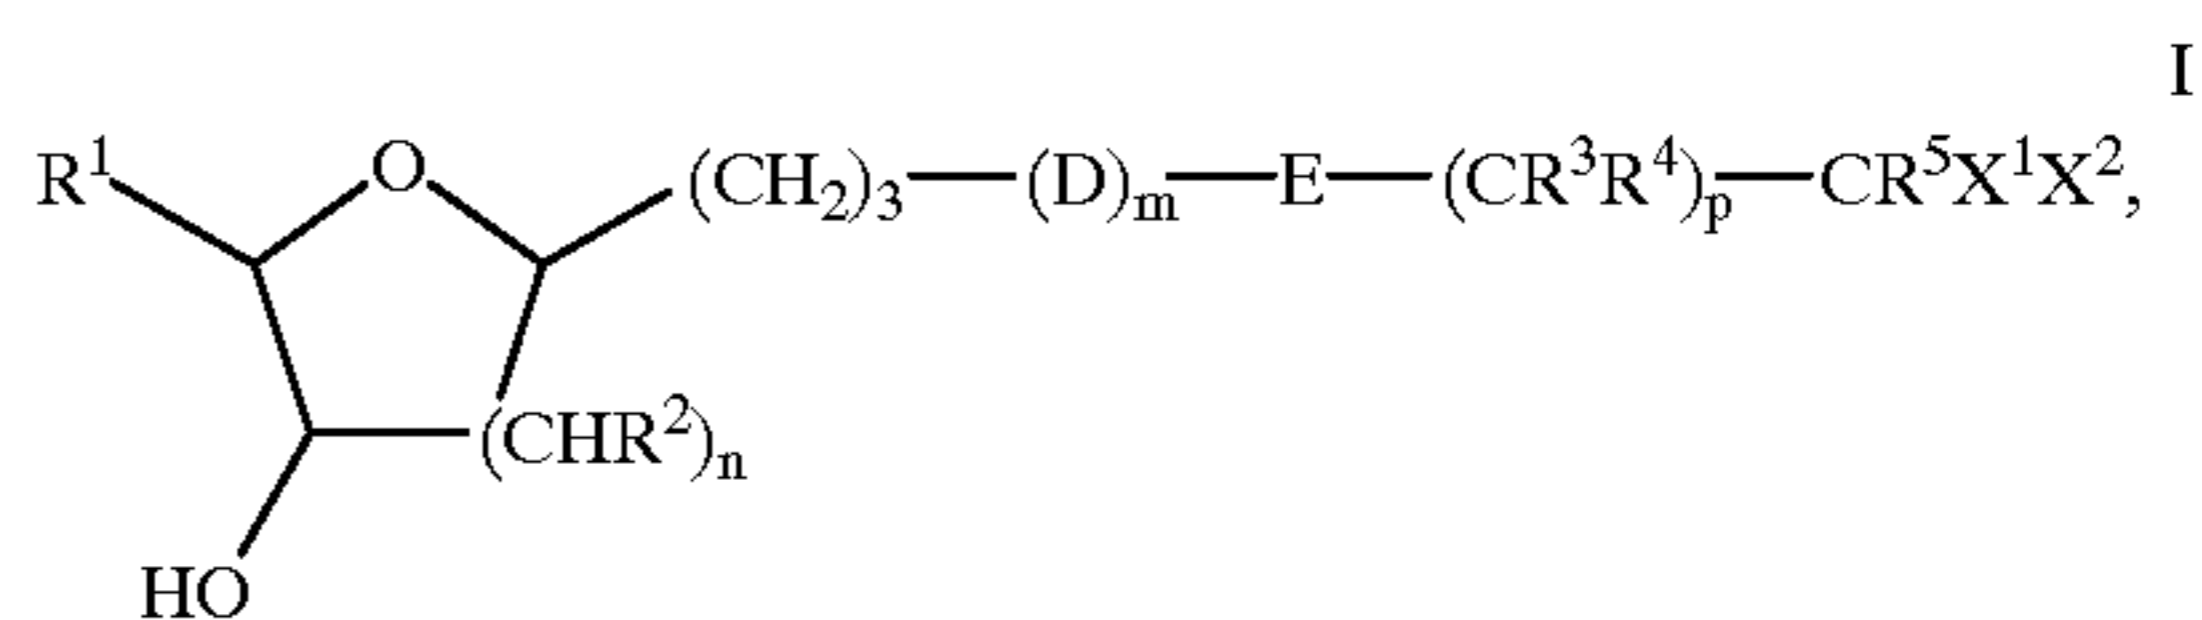 I
R¹ O (CH₂)₃—(D)ₘ—E—(CR³R⁴)ₚ—CR⁵X¹X²,
(CHR²)ₙ
HO